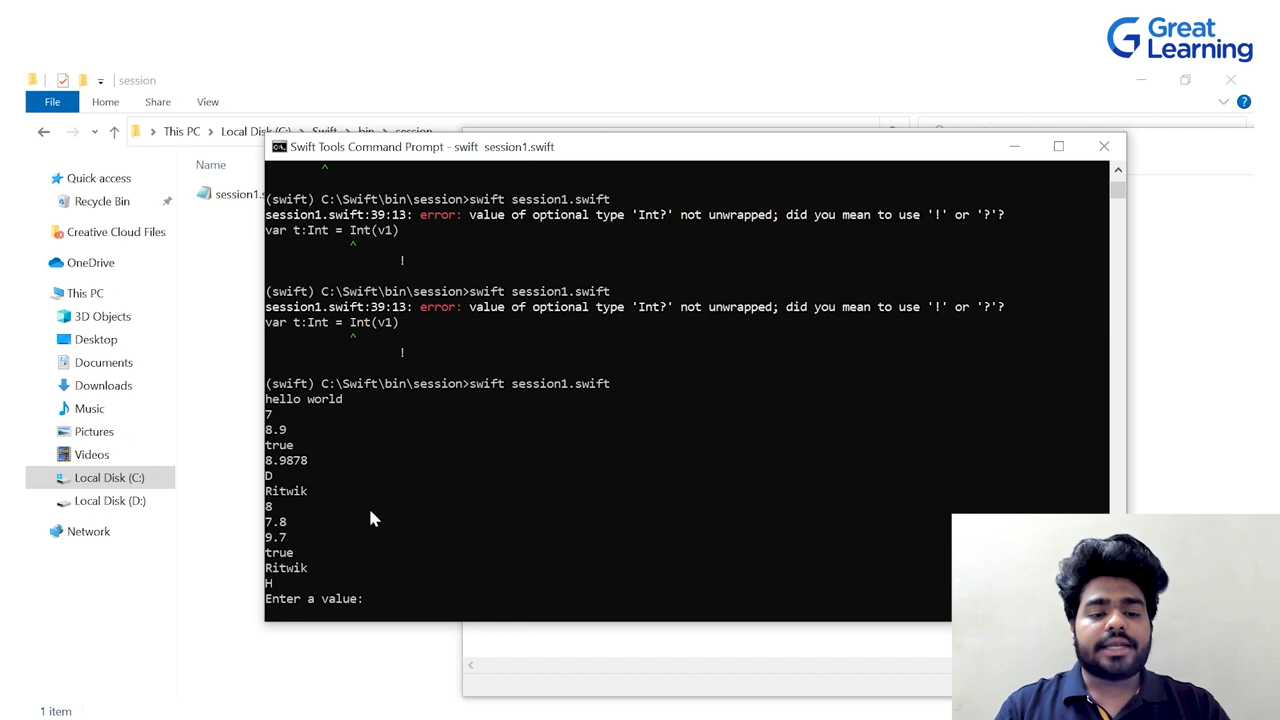 Great
Learning
session
File Home Share View
This PC Local Disk (C:) Swift bin session
Name
Quick access
Recycle Bin
Creative Cloud Files
OneDrive
This PC
3D Objects
Desktop
Documents
Downloads
Music
Pictures
Videos
Local Disk (C:)
Local Disk (D:)
Network
1 item
session1.s
Swift Tools Command Prompt - swift session1.swift
^
(swift) C:\Swift\bin\session>swift session1.swift
session1.swift:39:13: error: value of optional type 'Int?' not unwrapped; did you mean to use '!' or '?'?
var t:Int = Int(v1)
^
!
(swift) C:\Swift\bin\session>swift session1.swift
session1.swift:39:13: error: value of optional type 'Int?' not unwrapped; did you mean to use '!' or '?'?
var t:Int = Int(v1)
^
!
(swift) C:\Swift\bin\session>swift session1.swift
hello world
7
8.9
true
8.9878
D
Ritwik
8
7.8
9.7
true
Ritwik
H
Enter a value: